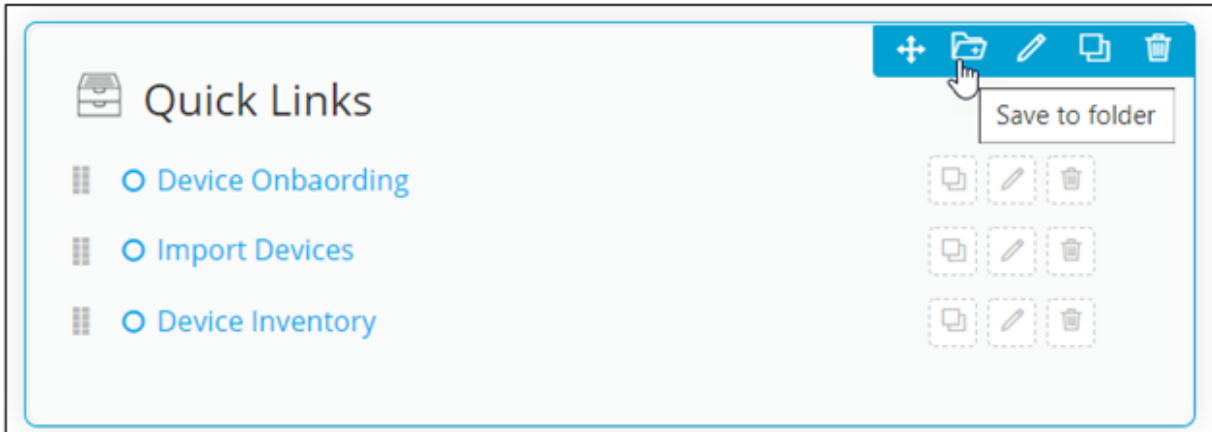 Quick Links
Save to folder
Device Onbaording
Import Devices
Device Inventory